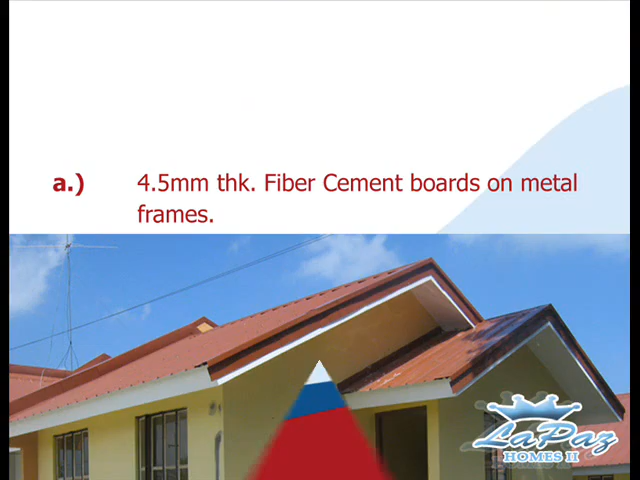 a.) 4.5mm thk. Fiber Cement boards on metal
frames.
LaPaz
HOMES II